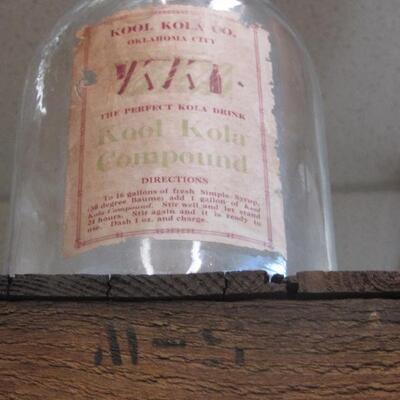 KOOL KOLA CO.
OKLAHOMA CITY
THE PERFECT KOLA DRINK
Kool Kola
Compound
DIRECTIONS
To 16 gallons of fresh Simple Syrup,
(30 degree Baume) add 1 gallon of Kool
Kola Compound. Stir well and let stand
24 hours. Stir again and it is ready to
use. Dash 1 oz. and charge.